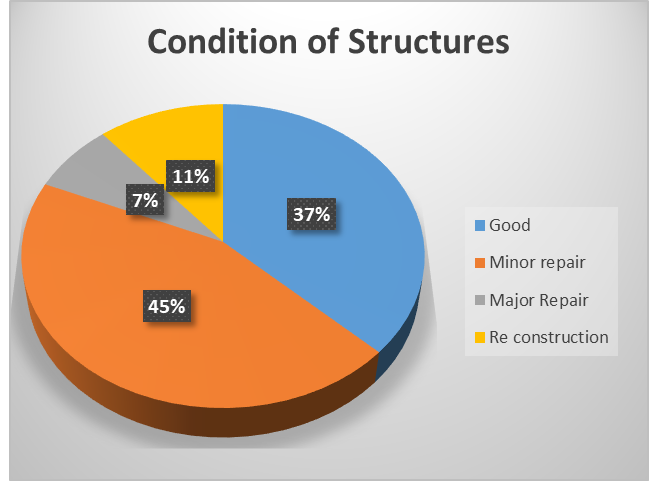 Condition of Structures
11%
7%
37%
45%
Good
Minor repair
Major Repair
Re construction